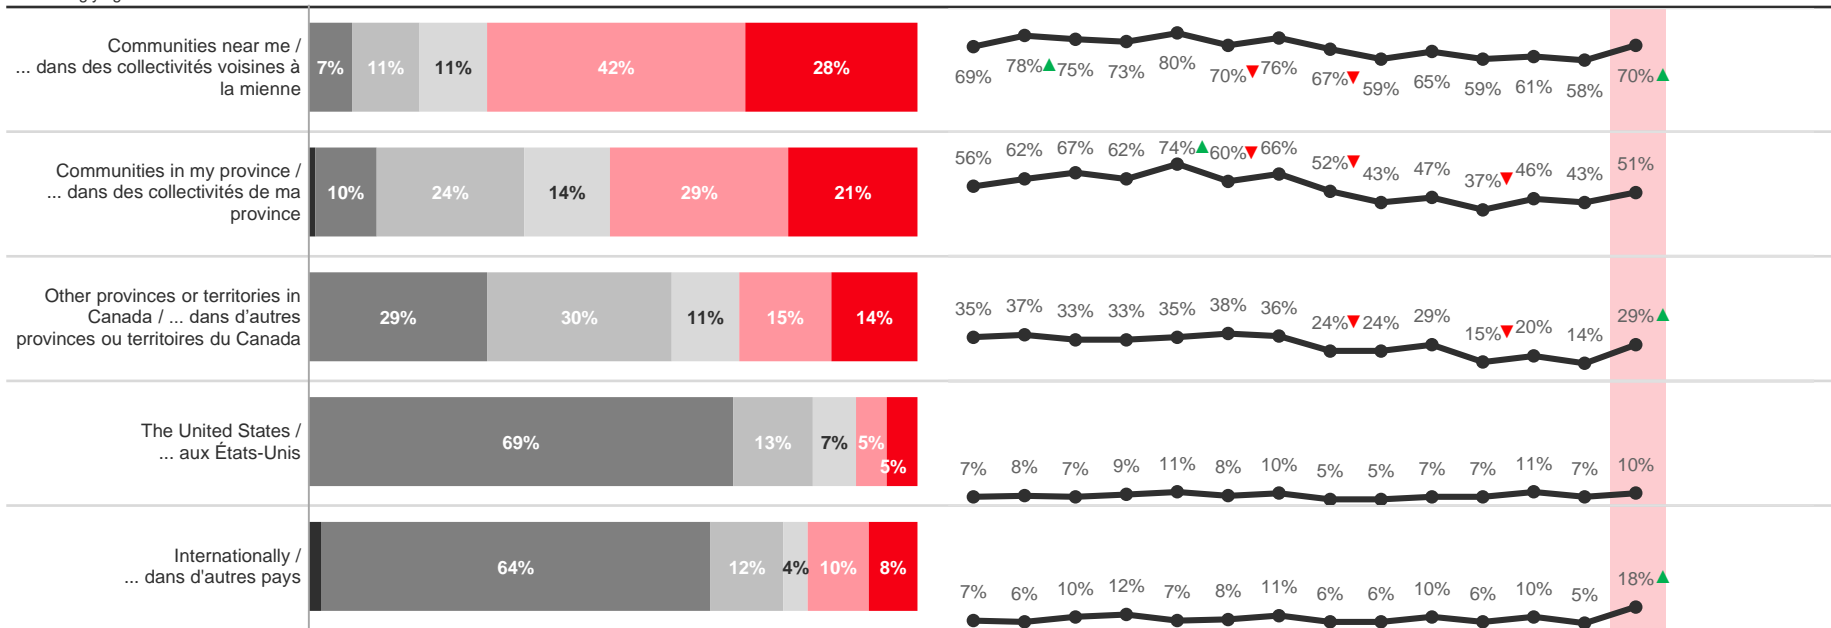 Communities near me /
... dans des collectivités voisines à
la mienne
7% 11% 11% 42% 28%
69% 78% 75% 73% 80% 70% 76% 67% 59% 65% 59% 61% 58% 70%
Communities in my province /
... dans des collectivités de ma
province
10% 24% 14% 29% 21%
56% 62% 67% 62% 74% 60% 66% 52% 43% 47% 37% 46% 43% 51%
Other provinces or territories in
Canada / ... dans d'autres
provinces ou territoires du Canada
29% 30% 11% 15% 14%
35% 37% 33% 33% 35% 38% 36% 24% 24% 29% 15% 20% 14% 29%
The United States /
... aux États-Unis
69% 13% 7% 5% 5%
7% 8% 7% 9% 11% 8% 10% 5% 5% 7% 7% 11% 7% 10%
Internationally /
... dans d'autres pays
64% 12% 4% 10% 8%
7% 6% 10% 12% 7% 8% 11% 6% 6% 10% 6% 10% 5% 18%